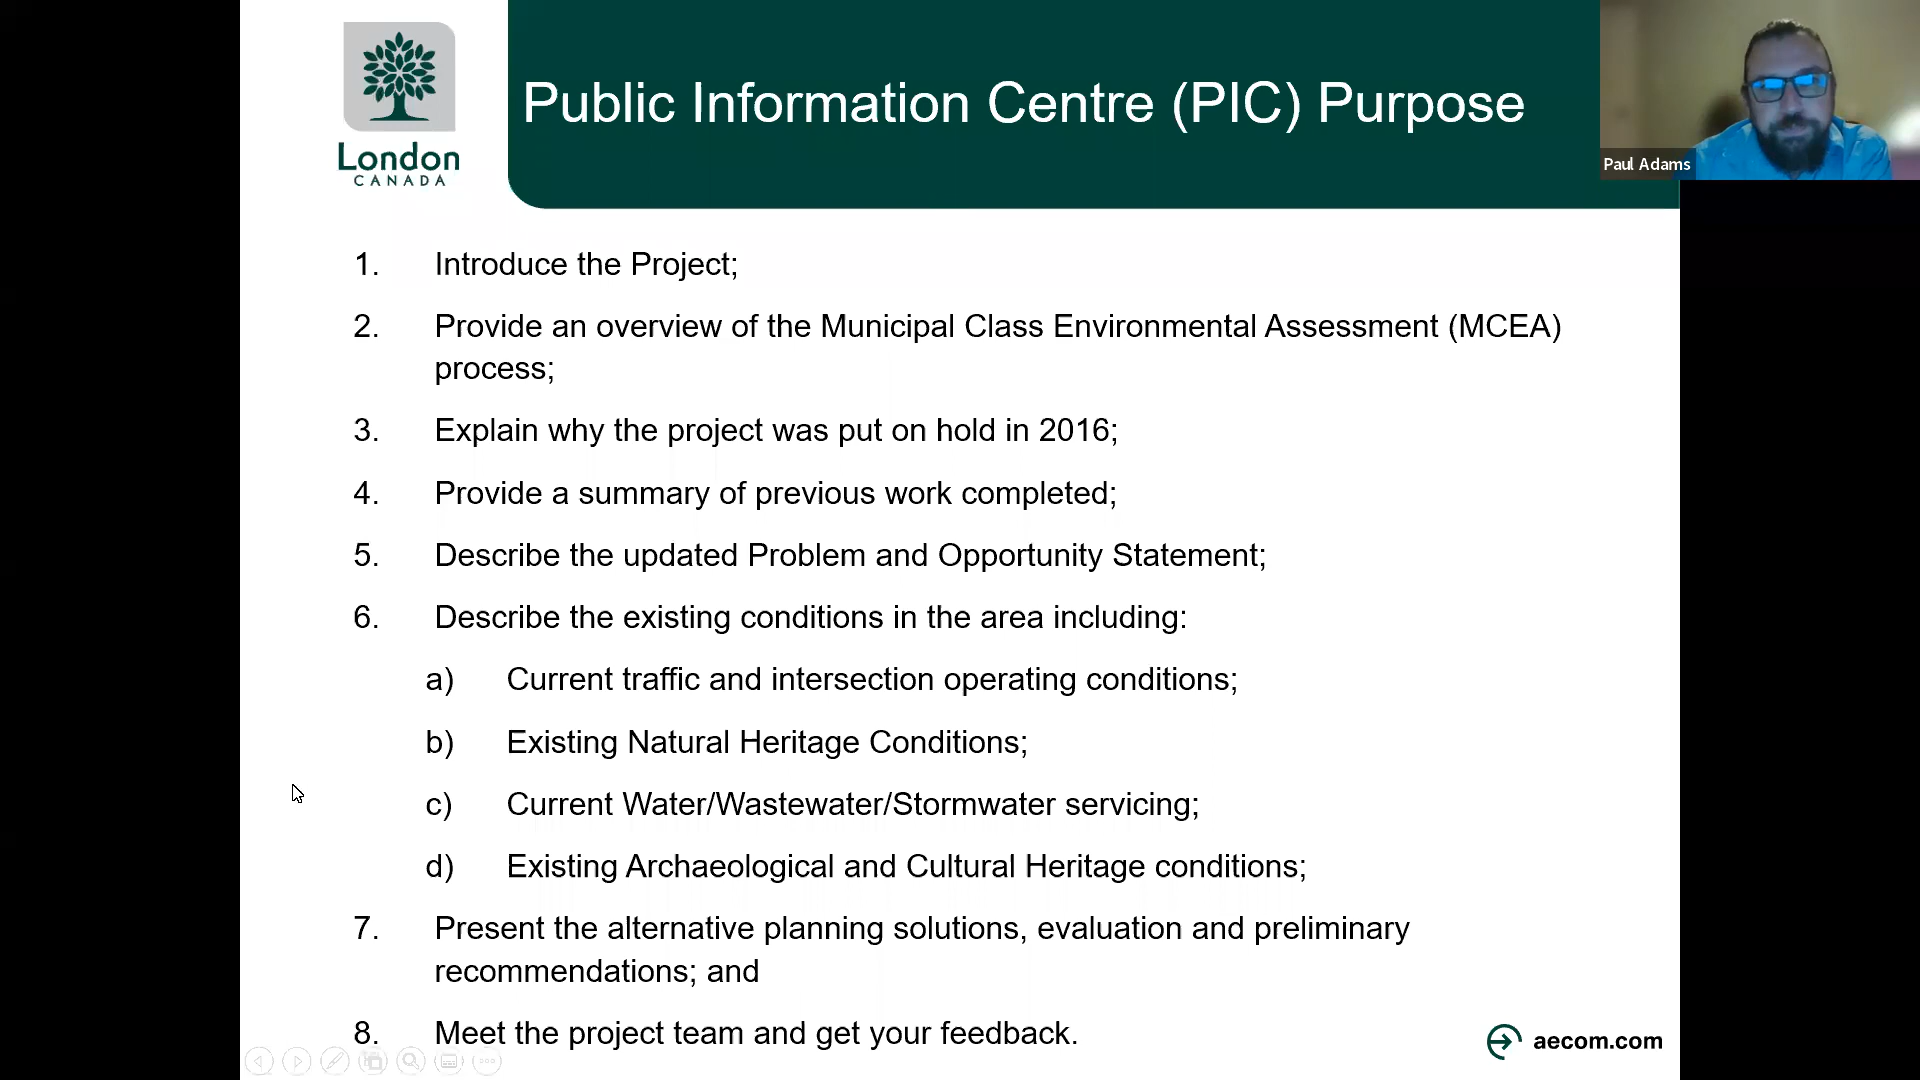 London
CANADA
Public Information Centre (PIC) Purpose
Paul Adams
1. Introduce the Project;
2. Provide an overview of the Municipal Class Environmental Assessment (MCEA)
process;
3. Explain why the project was put on hold in 2016;
4. Provide a summary of previous work completed;
5. Describe the updated Problem and Opportunity Statement;
6. Describe the existing conditions in the area including:
a) Current traffic and intersection operating conditions;
b) Existing Natural Heritage Conditions;
c) Current Water/Wastewater/Stormwater servicing;
d) Existing Archaeological and Cultural Heritage conditions;
7. Present the alternative planning solutions, evaluation and preliminary
recommendations; and
8. Meet the project team and get your feedback.
aecom.com